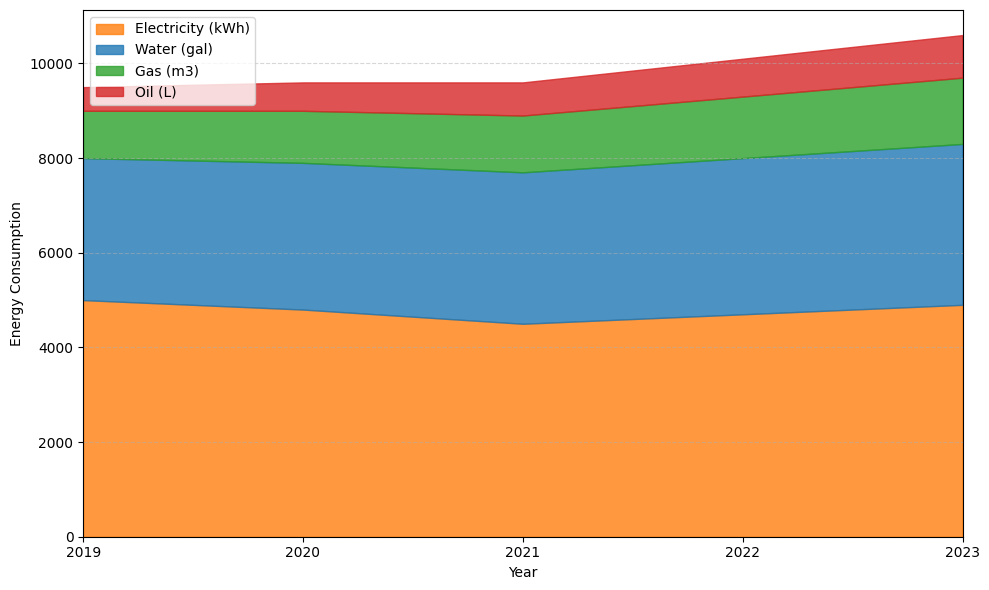 Electricity (kWh)
Water (gal)
Gas (m3)
Oil (L)
Energy Consumption
10000
8000
6000
4000
2000
0
2019 2020 2021 2022 2023
Year